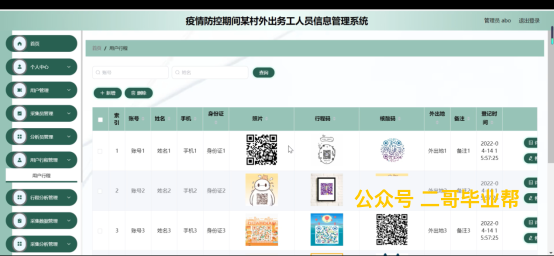 疫情防控期间某村外出务工人员信息管理系统
管理员 abo 退出登录
首页
个人中心
用户管理
采集员管理
分析员管理
用户行程管理
用户行程
行程分析管理
采集数据管理
采集分析管理
首页 / 用户行程
账号 姓名 查询
+ 新增 删除
索引 账号 姓名 手机 身份证 照片 行程码 核酸码 外出地 备注 登记时间
1 账号1 姓名1 手机1 身份证1 外出地1 备注1 2022-04-14 15:57:25
2 账号2 姓名2 手机2 身份证2 2022-04-14 15:57:25
公众号 二哥毕业帮
3 账号3 姓名3 手机3 身份证3 外出地3 备注3 2022-04-14 15:57:25